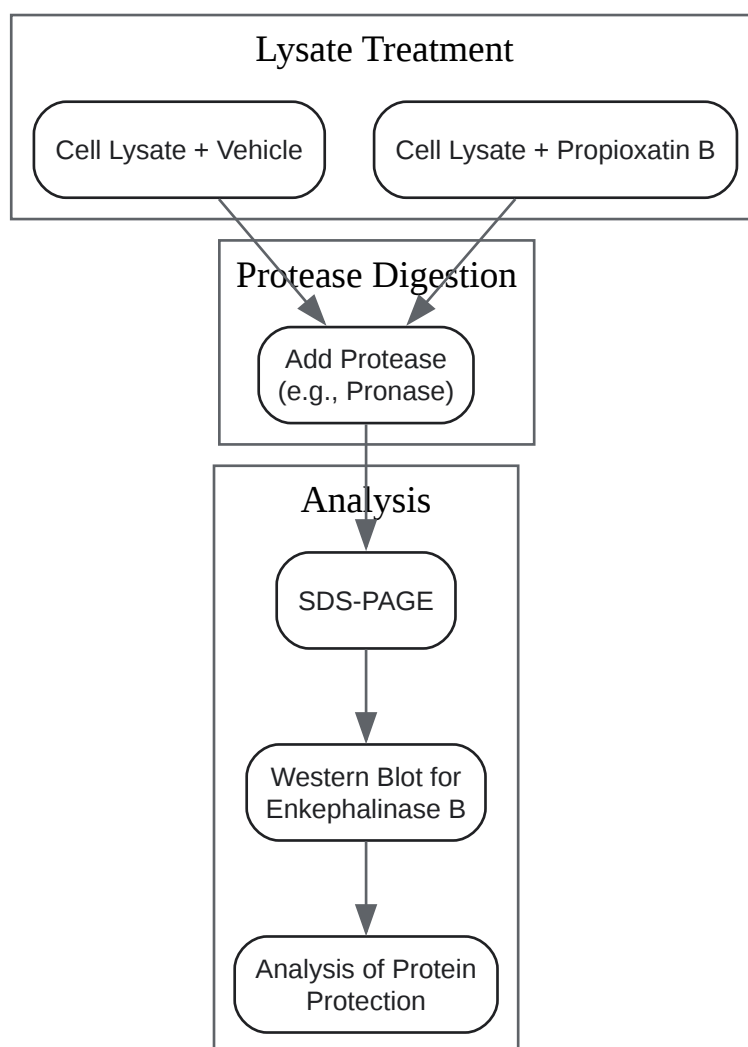 Lysate Treatment
Cell Lysate + Vehicle
Cell Lysate + Propioxatin B
Protease Digestion
Add Protease
(e.g., Pronase)
Analysis
SDS-PAGE
Western Blot for
Enkephalinase B
Analysis of Protein
Protection